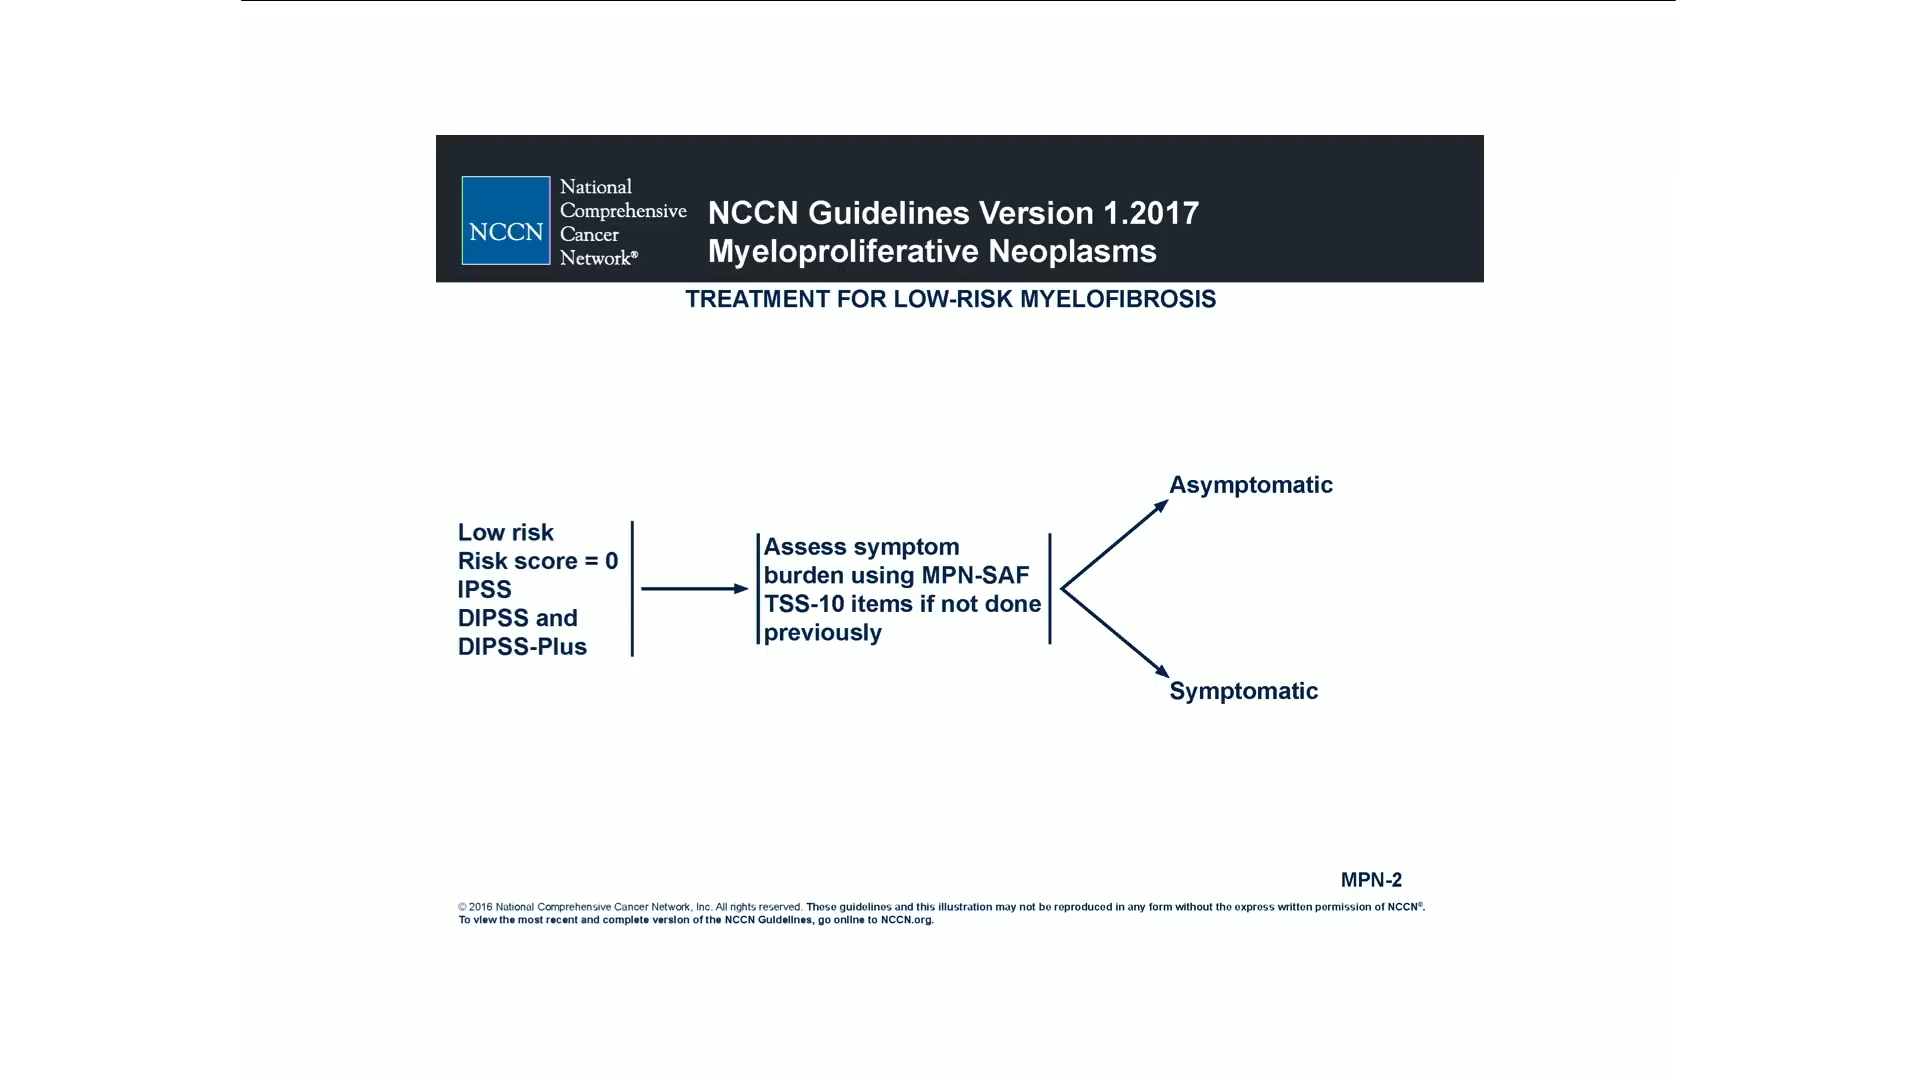 NCCN
National
Comprehensive
Cancer
Network®
NCCN Guidelines Version 1.2017
Myeloproliferative Neoplasms
TREATMENT FOR LOW-RISK MYELOFIBROSIS
Low risk
Risk score = 0
IPSS
DIPSS and
DIPSS-Plus
Assess symptom
burden using MPN-SAF
TSS-10 items if not done
previously
Asymptomatic
Symptomatic
MPN-2
© 2016 National Comprehensive Cancer Network, Inc. All rights reserved. These guidelines and this illustration may not be reproduced in any form without the express written permission of NCCN®.
To view the most recent and complete version of the NCCN Guidelines, go online to NCCN.org.